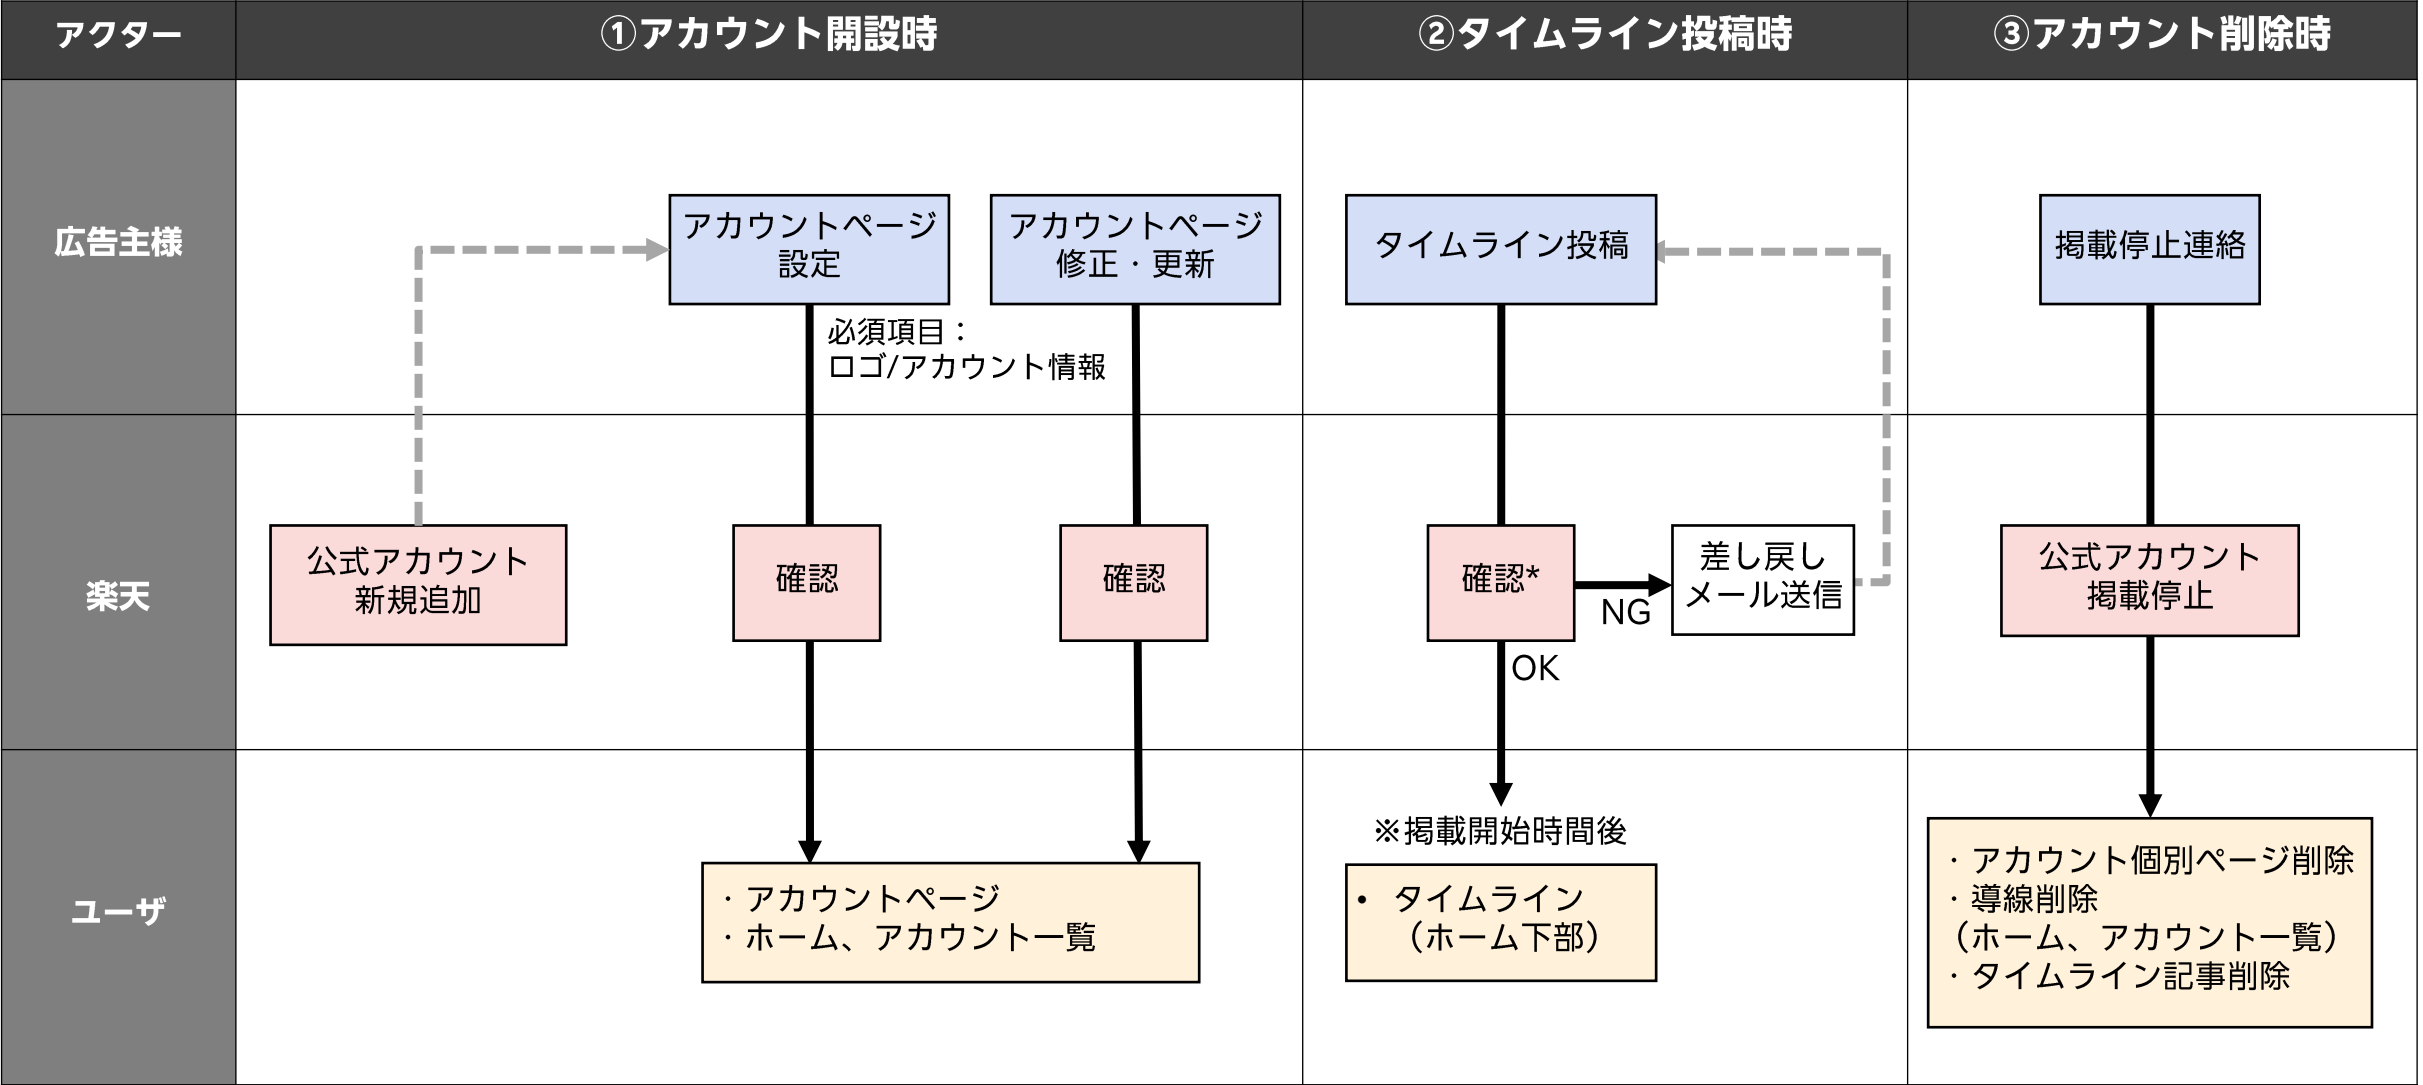 アクター
①アカウント開設時
②タイムライン投稿時
③アカウント削除時
広告主様
アカウントページ
設定
アカウントページ
修正・更新
必須項目：
ロゴ/アカウント情報
タイムライン投稿
掲載停止連絡
楽天
公式アカウント
新規追加
確認
確認
確認*
NG
OK
差し戻し
メール送信
公式アカウント
掲載停止
ユーザ
・アカウントページ
・ホーム、アカウント一覧
※掲載開始時間後
• タイムライン
（ホーム下部）
・アカウント個別ページ削除
・導線削除
（ホーム、アカウント一覧）
・タイムライン記事削除